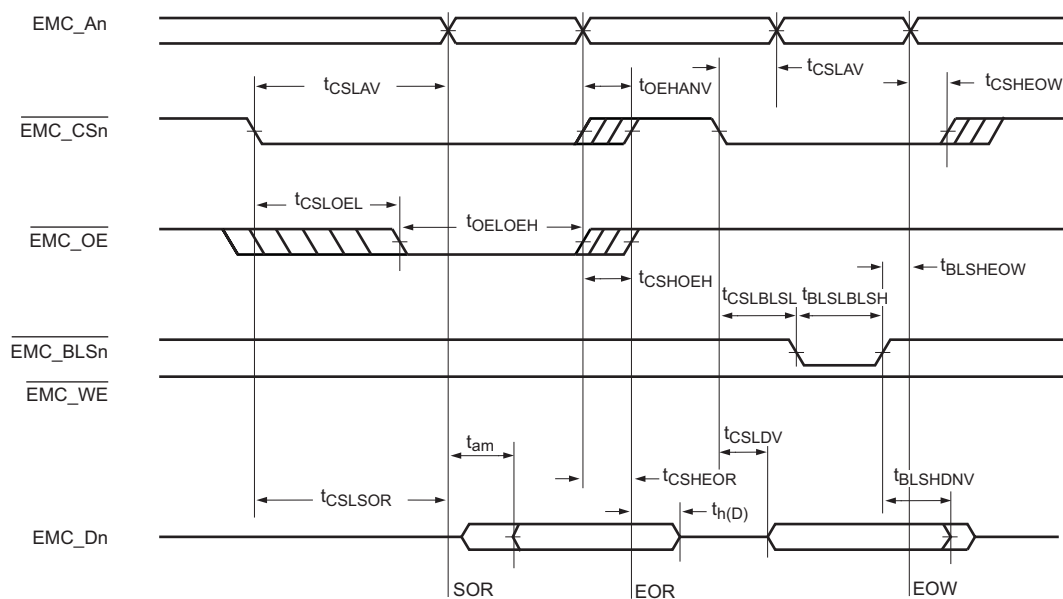 EMC_An
tCSLAV
tOEHANV
tCSLAV
tCSHEOW
EMC_CSn
tCSLOEL
tOELOEH
EMC_OE
tCSHOEH
tBLSHEOW
tCSLBLSL
tBLSLBLSH
EMC_BLSn
EMC_WE
tam
tCSLDV
tCSLSOR
tCSHEOR
tBLSHDNV
th(D)
EMC_Dn
SOR
EOR
EOW